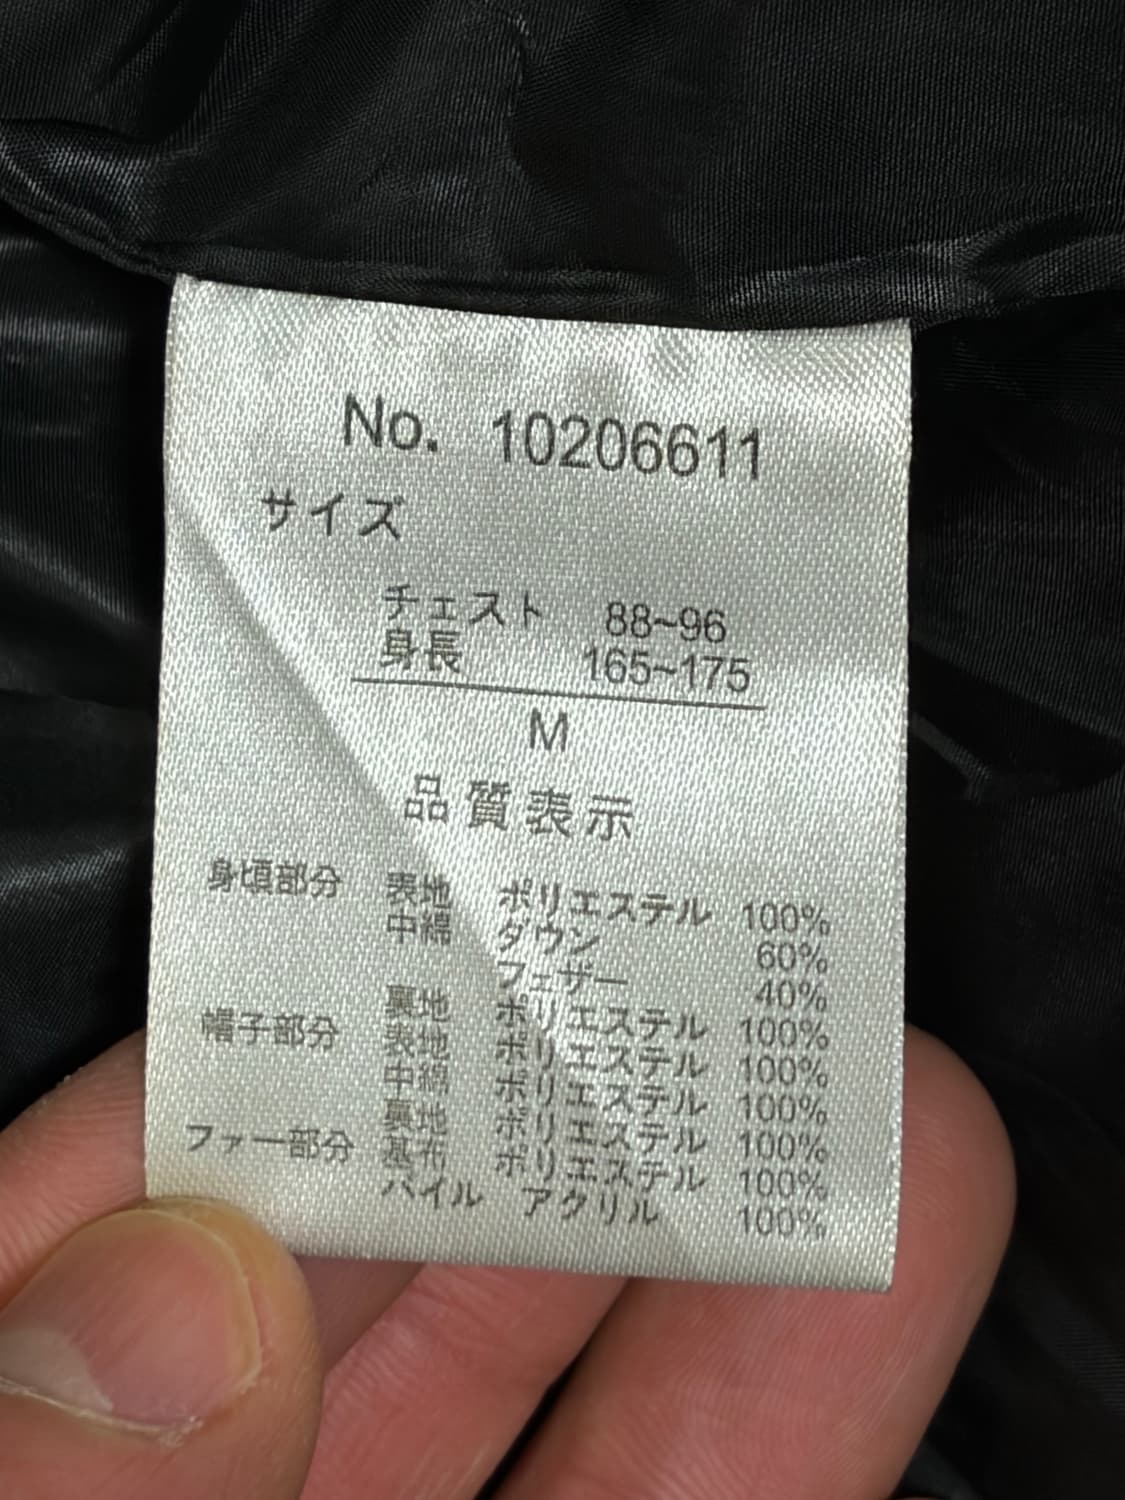 No. 10206611
サイズ
チェスト 88~96
身長 165~175
M
品質表示
身頃部分 表地 ポリエステル 100%
中綿 ダウン 60%
フェザー 40%
裏地 ポリエステル 100%
帽子部分 表地 ポリエステル 100%
中綿 ポリエステル 100%
裏地 ポリエステル 100%
ファー部分 基布 ポリエステル 100%
パイル アクリル 100%